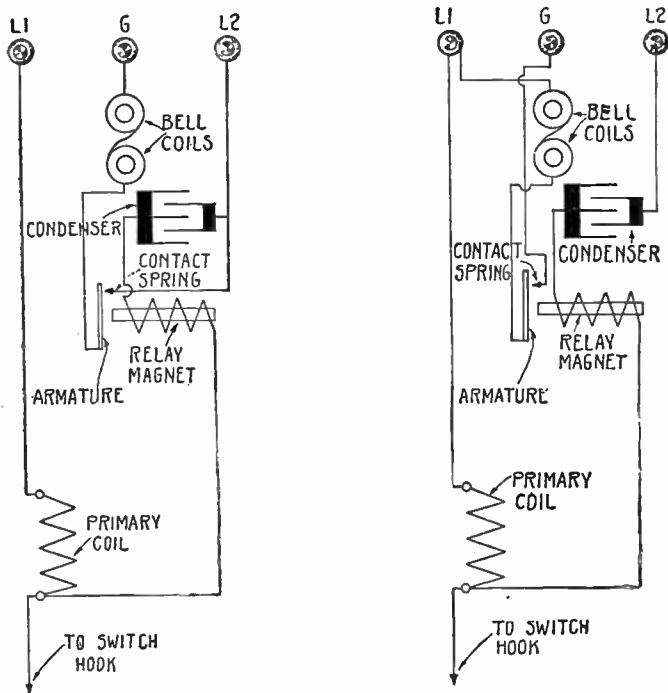 L1 G L2
BELL
COILS
CONDENSER
CONTACT
SPRING
RELAY
MAGNET
ARMATURE
PRIMARY
COIL
TO SWITCH
HOOK
L1 G L2
BELL
COILS
CONDENSER
CONTACT
SPRING
RELAY
MAGNET
ARMATURE
PRIMARY
COIL
TO SWITCH
HOOK